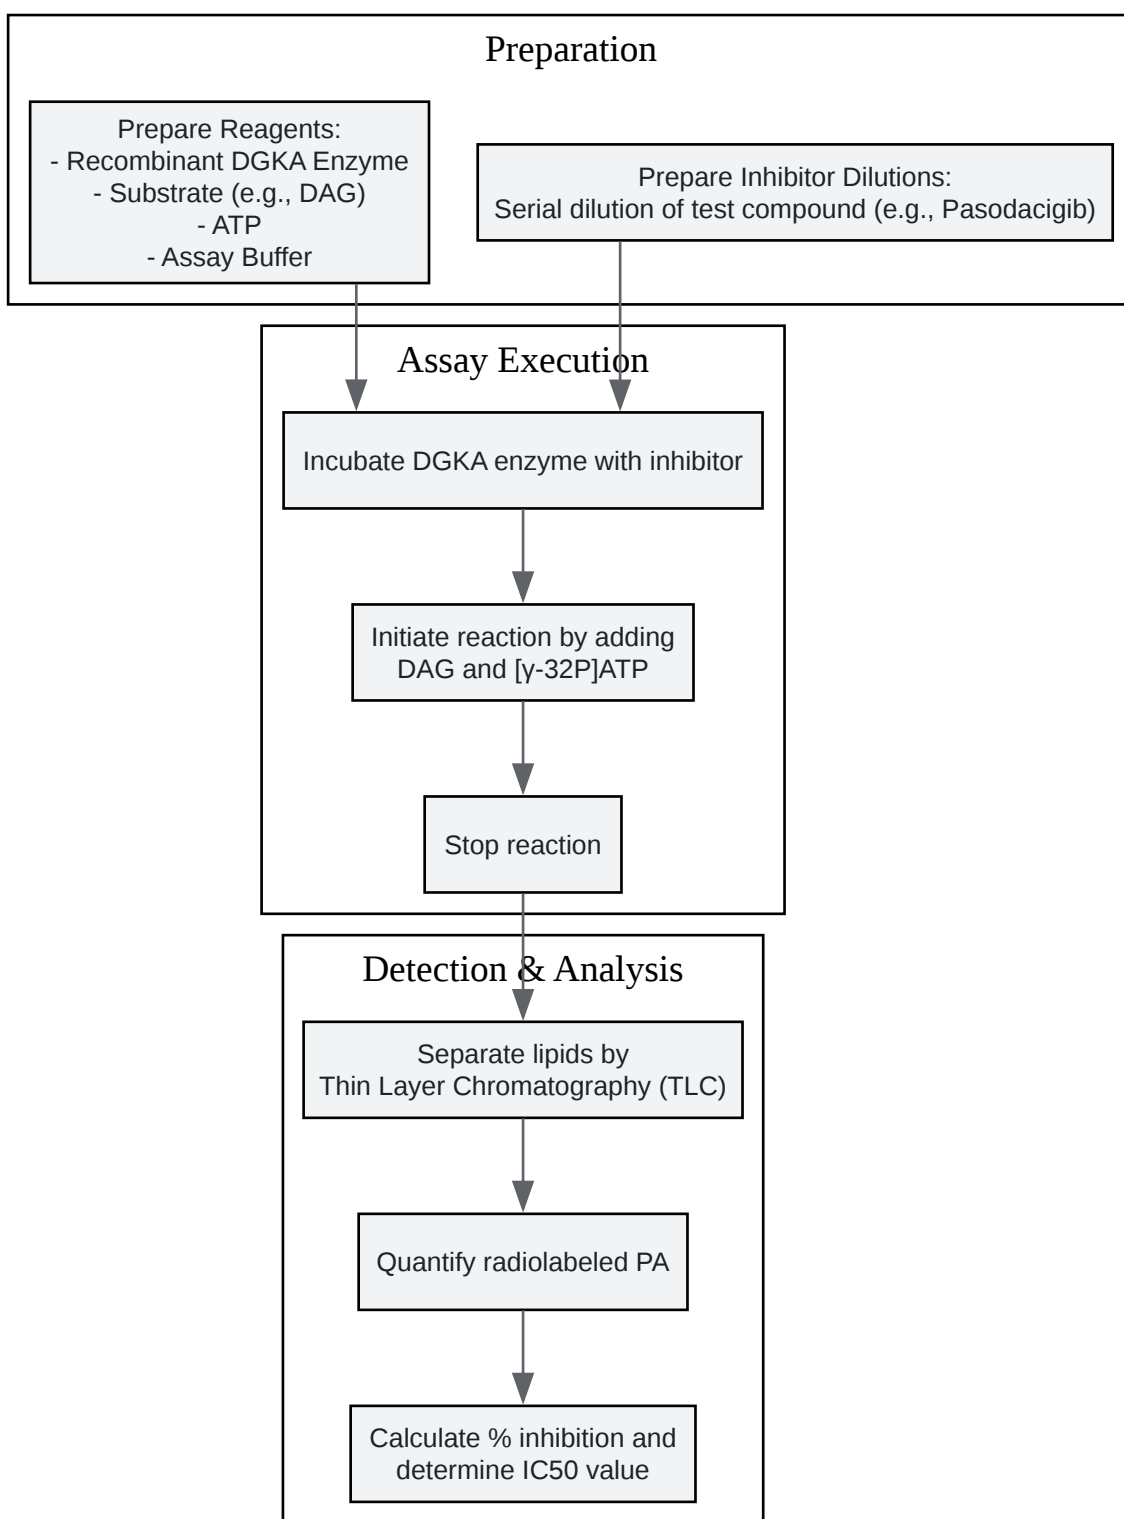 Preparation
Prepare Reagents:
- Recombinant DGKA Enzyme
- Substrate (e.g., DAG)
- ATP
- Assay Buffer
Prepare Inhibitor Dilutions:
Serial dilution of test compound (e.g., Pasodacigib)
Assay Execution
Incubate DGKA enzyme with inhibitor
Initiate reaction by adding
DAG and [γ-32P]ATP
Stop reaction
Detection & Analysis
Separate lipids by
Thin Layer Chromatography (TLC)
Quantify radiolabeled PA
Calculate % inhibition and
determine IC50 value